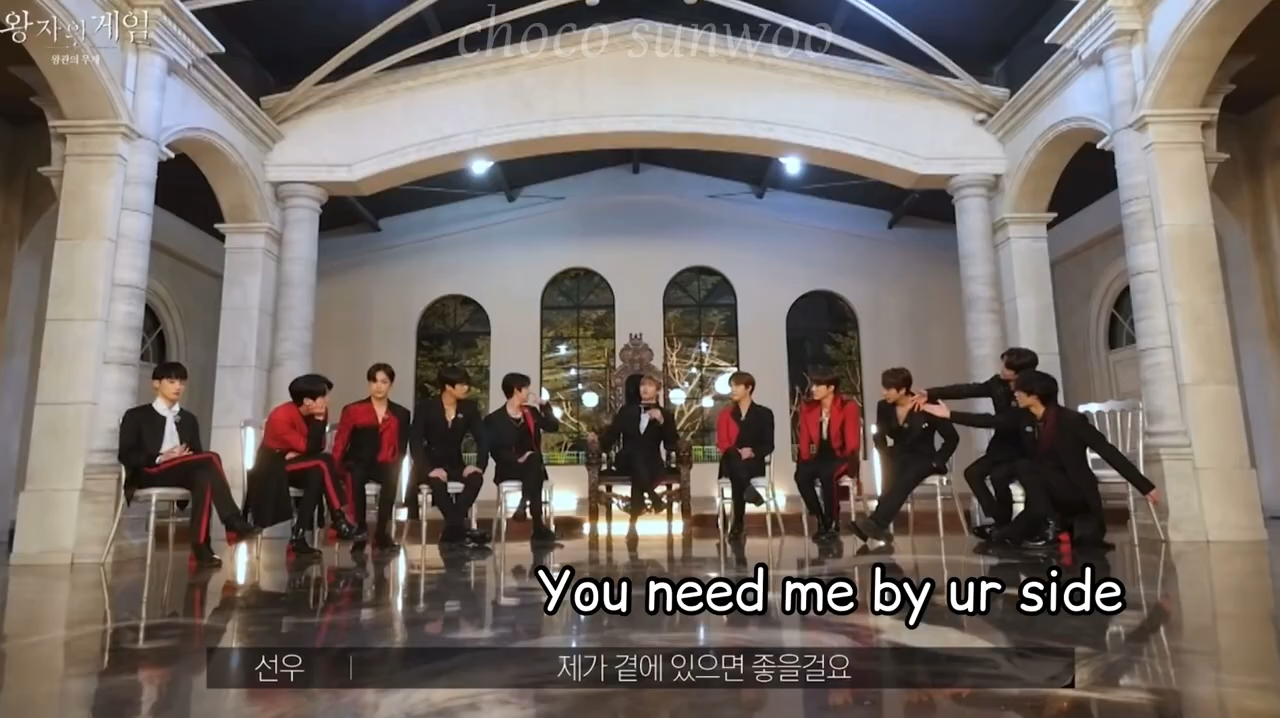 왕자의 게임
왕관의 무게
choco sunwoo
You need me by ur side
선우 | 제가 곁에 있으면 좋을걸요